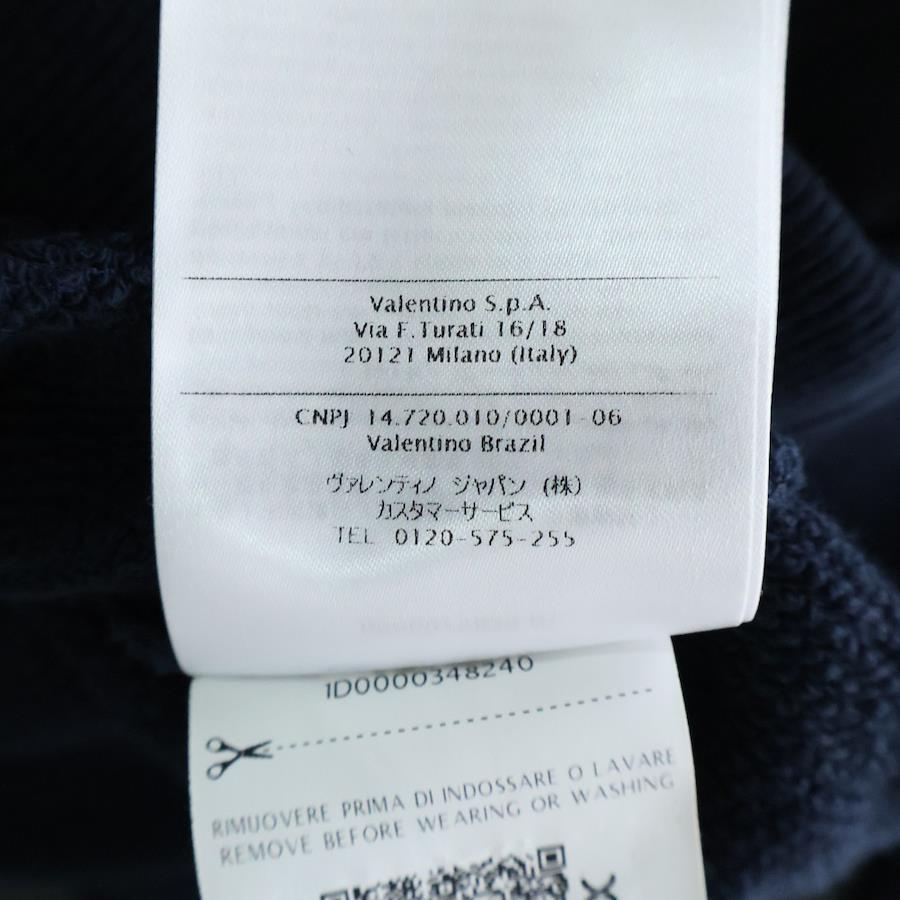 Valentino S.p.A.
Via F.Turati 16/18
20121 Milano (Italy)
CNPJ 14.720.010/0001-06
Valentino Brazil
ヴァレンティノ ジャパン (株)
カスタマーサービス
TEL 0120-575-255
1D0000348240
RIMUOVERE PRIMA DI INDOSSARE O LAVARE
REMOVE BEFORE WEARING OR WASHING